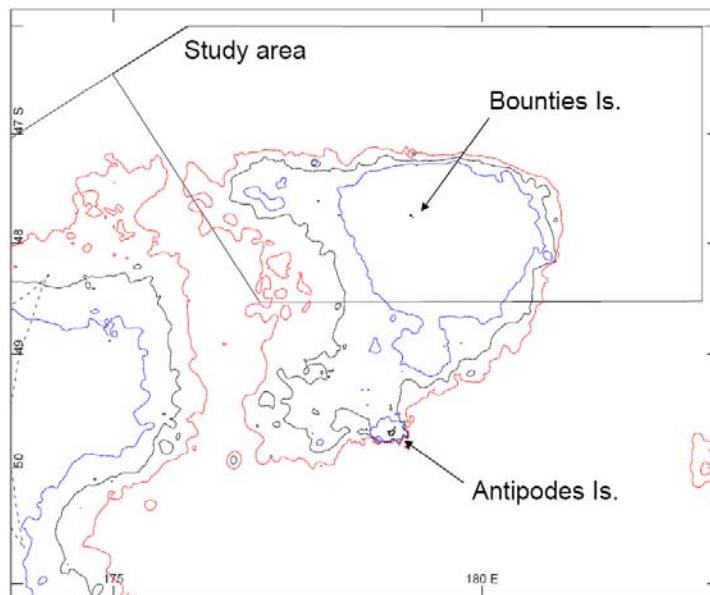 Study area
Bounties Is.
47 S
48
49
50
Antipodes Is.
175
180 E